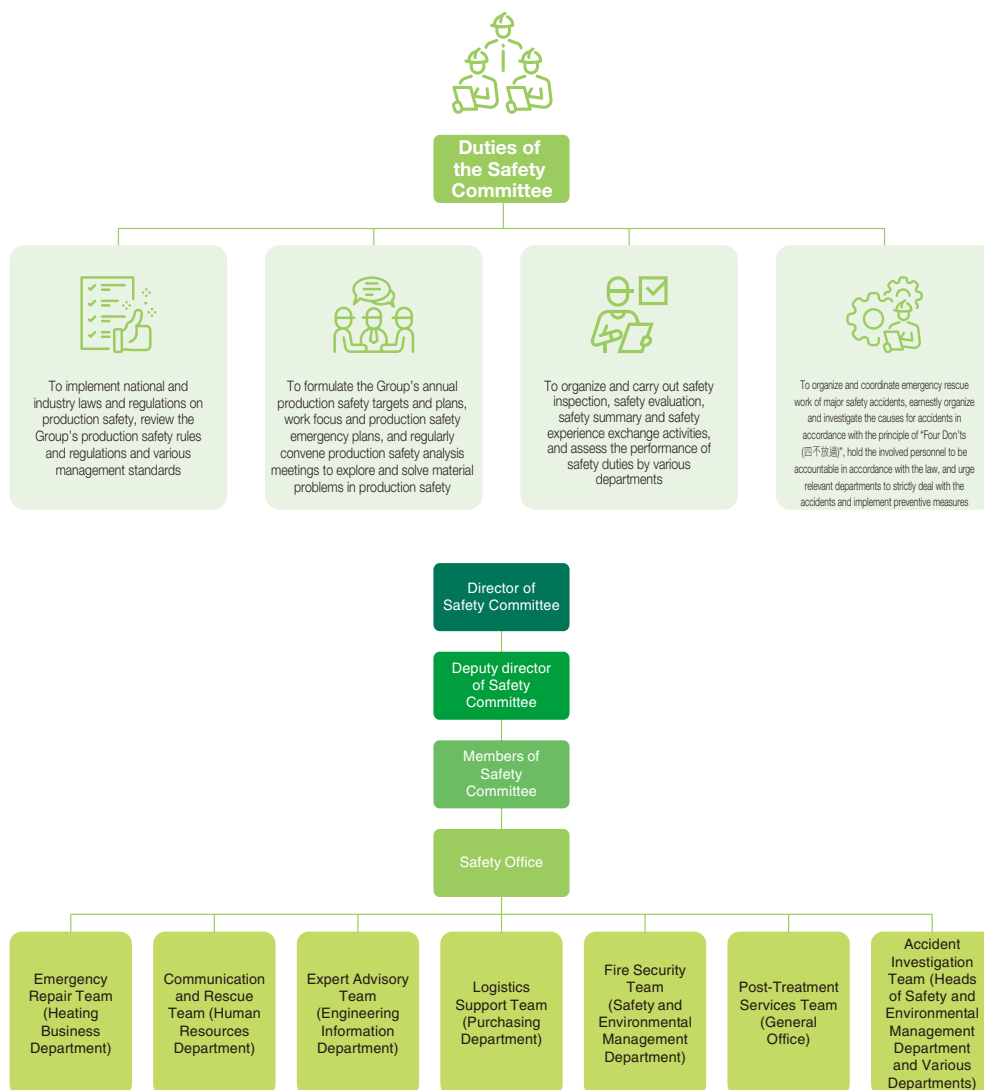 Duties of
the Safety
Committee
To implement national and
industry laws and regulations on
production safety, review the
Group's production safety rules
and regulations and various
management standards
To formulate the Group's annual
production safety targets and plans,
work focus and production safety
emergency plans, and regularly
convene production safety analysis
meetings to explore and solve material
problems in production safety
To organize and carry out safety
inspection, safety evaluation,
safety summary and safety
experience exchange activities,
and assess the performance of
safety duties by various
departments
To organize and coordinate emergency rescue
work of major safety accidents, earnestly organize
and investigate the causes for accidents in
accordance with the principle of “Four Don'ts
(四不放過)”, hold the involved personnel to be
accountable in accordance with the law, and urge
relevant departments to strictly deal with the
accidents and implement preventive measures
Director of
Safety Committee
Deputy director
of Safety
Committee
Members of
Safety
Committee
Safety Office
Emergency
Repair Team
(Heating
Business
Department)
Communication
and Rescue
Team (Human
Resources
Department)
Expert Advisory
Team
(Engineering
Information
Department)
Logistics
Support Team
(Purchasing
Department)
Fire Security
Team
(Safety and
Environmental
Management
Department)
Post-Treatment
Services Team
(General
Office)
Accident
Investigation
Team (Heads
of Safety and
Environmental
Management
Department
and Various
Departments)